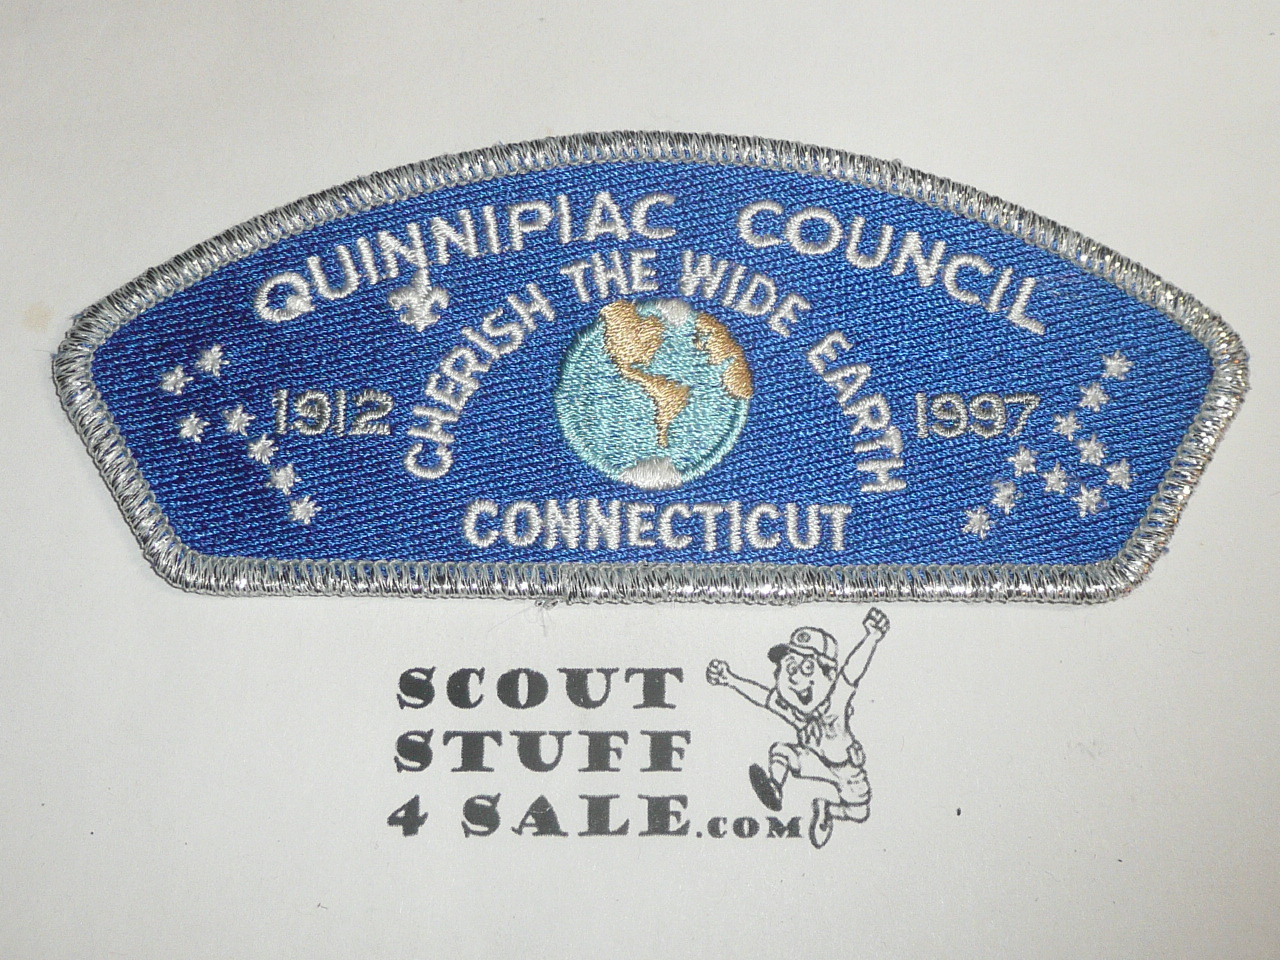 QUINNIPIAC COUNCIL
CHERISH THE WIDE EARTH
1912
1997
CONNECTICUT
SCOUT
STUFF
4 SALE.COM